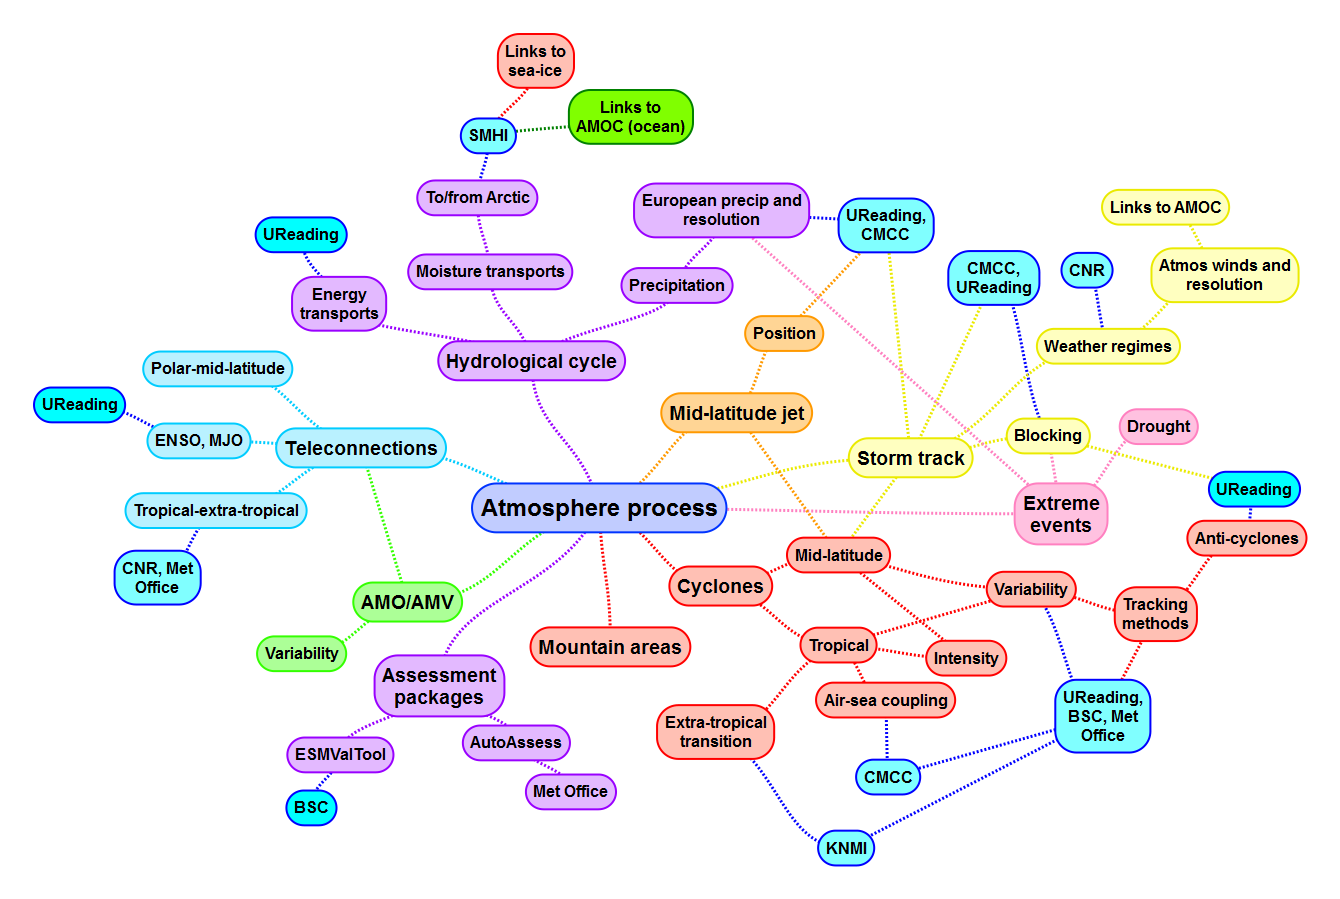 Links to
sea-ice
Links to
AMOC (ocean)
SMHI
To/from Arctic
European precip and
resolution
UReading,
CMCC
Links to AMOC
UReading
Moisture transports
Precipitation
CMCC,
UReading
CNR
Atmos winds and
resolution
Energy
transports
Position
Hydrological cycle
Weather regimes
Polar-mid-latitude
UReading
Mid-latitude jet
ENSO, MJO
Teleconnections
Storm track
Blocking
Drought
UReading
Tropical-extra-tropical
Atmosphere process
Extreme
events
Anti-cyclones
CNR, Met
Office
Mid-latitude
AMO/AMV
Cyclones
Variability
Tracking
methods
Variability
Mountain areas
Tropical
Intensity
Assessment
packages
Air-sea coupling
UReading,
BSC, Met
Office
Extra-tropical
transition
ESMValTool
AutoAssess
CMCC
Met Office
BSC
KNMI